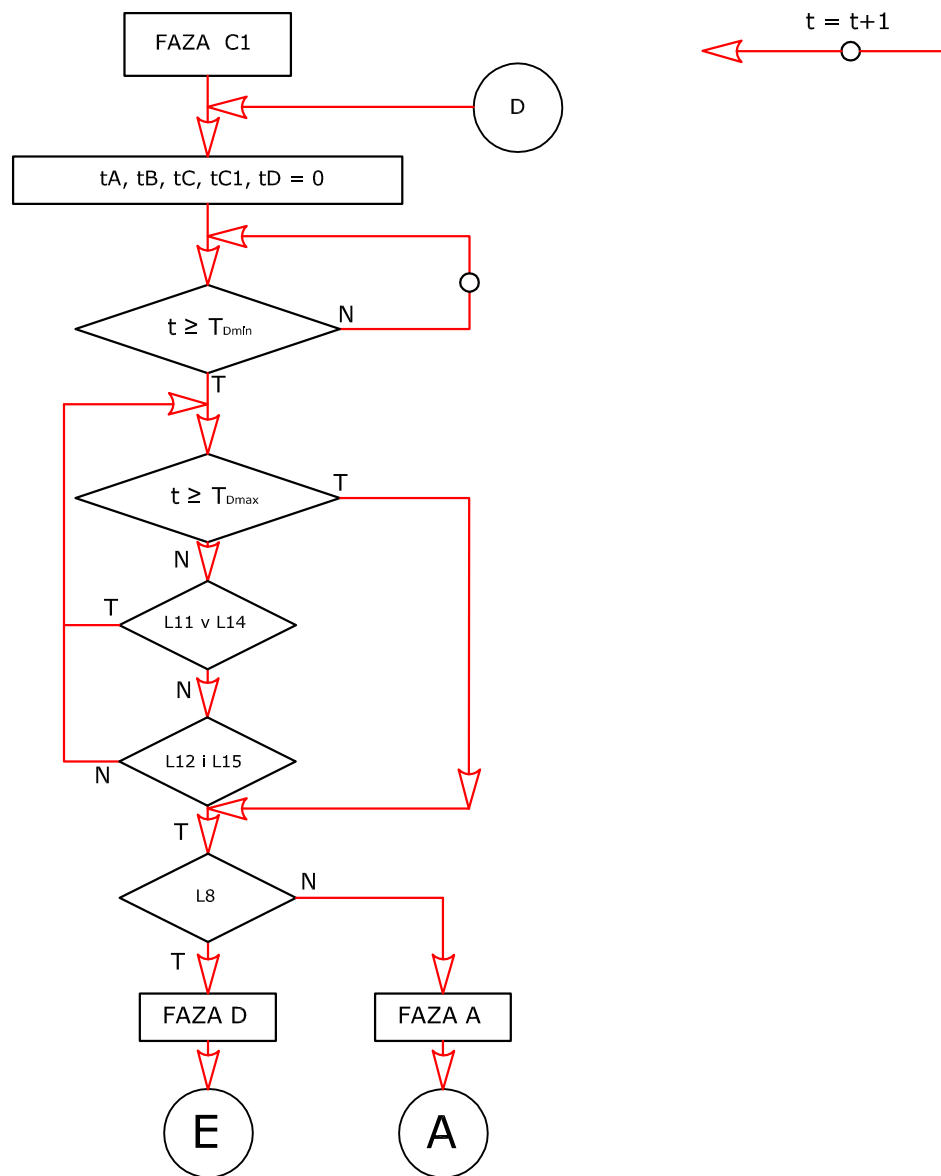 FAZA C1
t = t+1
D
tA, tB, tC, tC1, tD = 0
N
t ≥ TDmin
T
T
t ≥ TDmax
N
T
L11 v L14
N
L12 i L15
N
T
N
L8
T
FAZA D
FAZA A
E
A